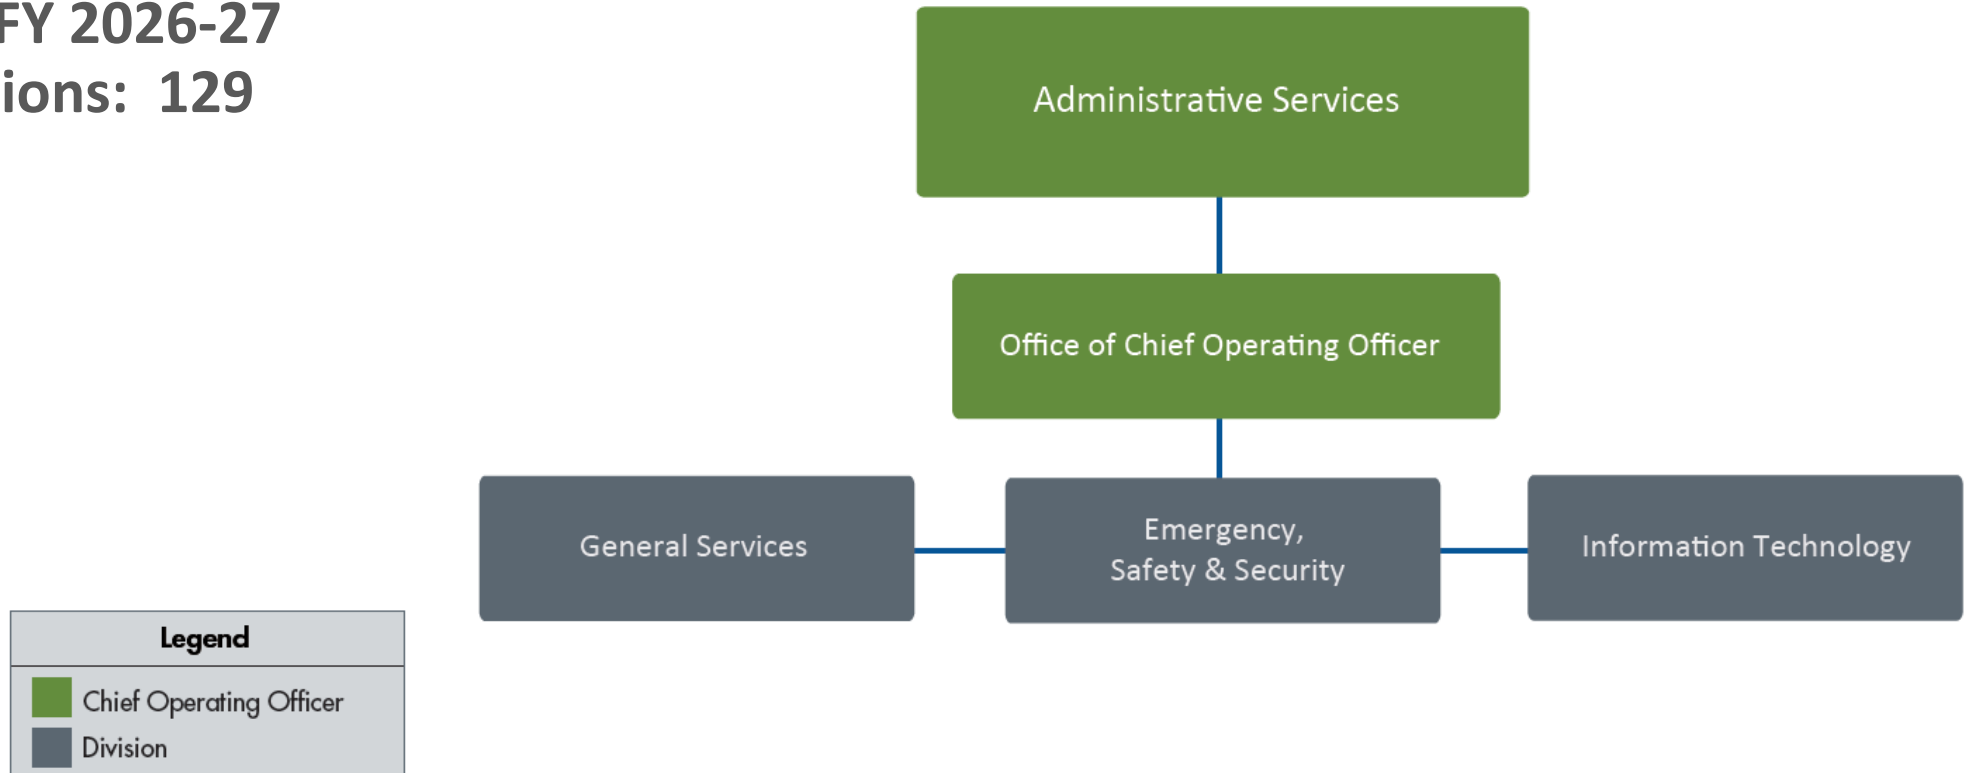 FY 2026-27
ions: 129
Administrative Services
Office of Chief Operating Officer
General Services
Emergency,
Safety & Security
Information Technology
Legend
Chief Operating Officer
Division